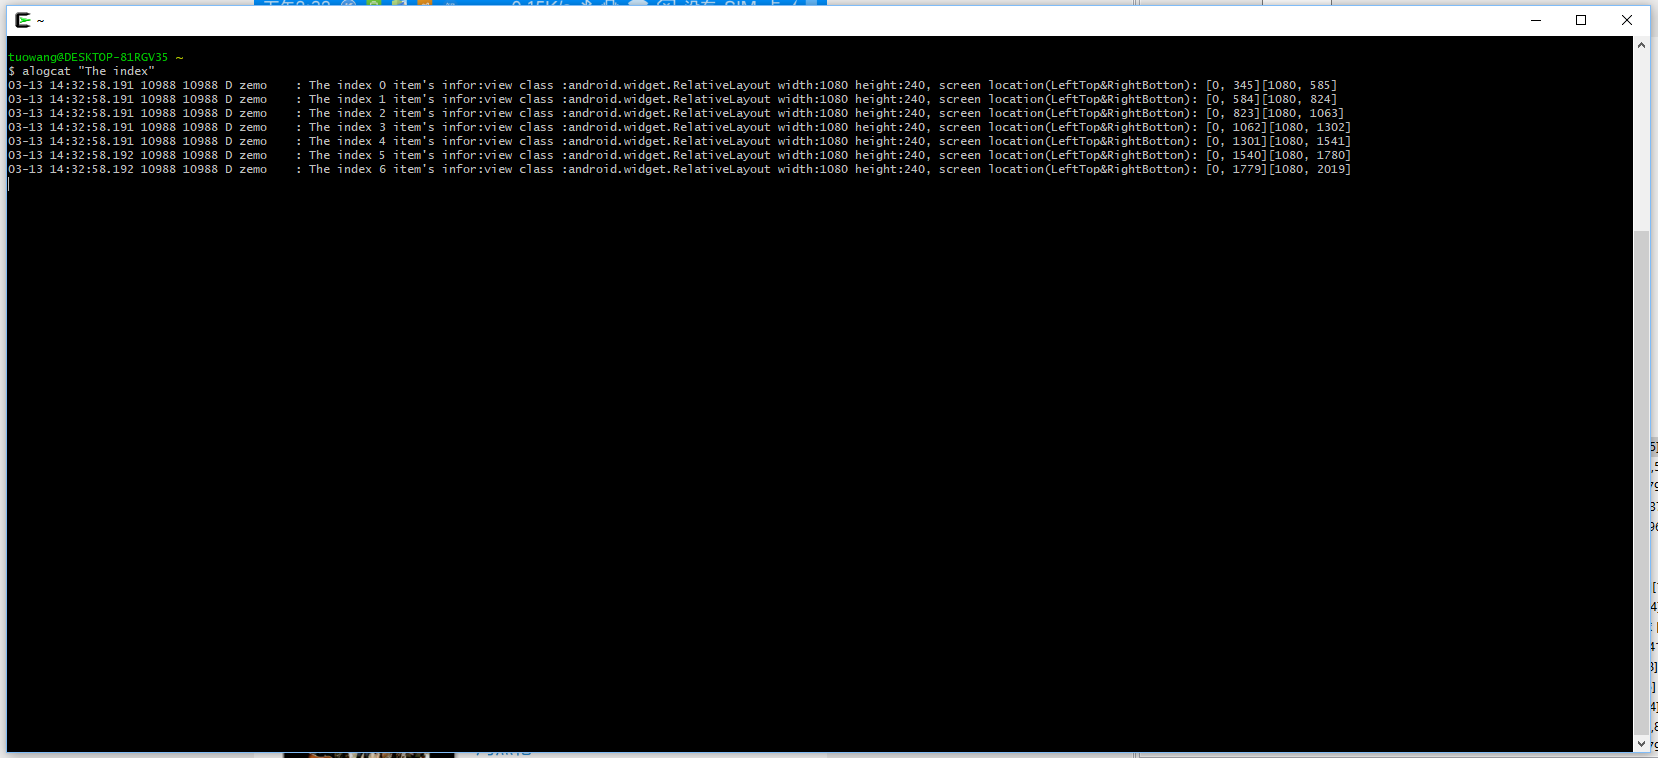 ~
tuowang@DESKTOP-81RGV35 ~
$ alogcat "The index"
03-13 14:32:58.191 10988 10988 D zemo    : The index 0 item's infor:view class :android.widget.RelativeLayout width:1080 height:240, screen location(LeftTop&RightBotton): [0, 345][1080, 585]
03-13 14:32:58.191 10988 10988 D zemo    : The index 1 item's infor:view class :android.widget.RelativeLayout width:1080 height:240, screen location(LeftTop&RightBotton): [0, 584][1080, 824]
03-13 14:32:58.191 10988 10988 D zemo    : The index 2 item's infor:view class :android.widget.RelativeLayout width:1080 height:240, screen location(LeftTop&RightBotton): [0, 823][1080, 1063]
03-13 14:32:58.191 10988 10988 D zemo    : The index 3 item's infor:view class :android.widget.RelativeLayout width:1080 height:240, screen location(LeftTop&RightBotton): [0, 1062][1080, 1302]
03-13 14:32:58.191 10988 10988 D zemo    : The index 4 item's infor:view class :android.widget.RelativeLayout width:1080 height:240, screen location(LeftTop&RightBotton): [0, 1301][1080, 1541]
03-13 14:32:58.192 10988 10988 D zemo    : The index 5 item's infor:view class :android.widget.RelativeLayout width:1080 height:240, screen location(LeftTop&RightBotton): [0, 1540][1080, 1780]
03-13 14:32:58.192 10988 10988 D zemo    : The index 6 item's infor:view class :android.widget.RelativeLayout width:1080 height:240, screen location(LeftTop&RightBotton): [0, 1779][1080, 2019]